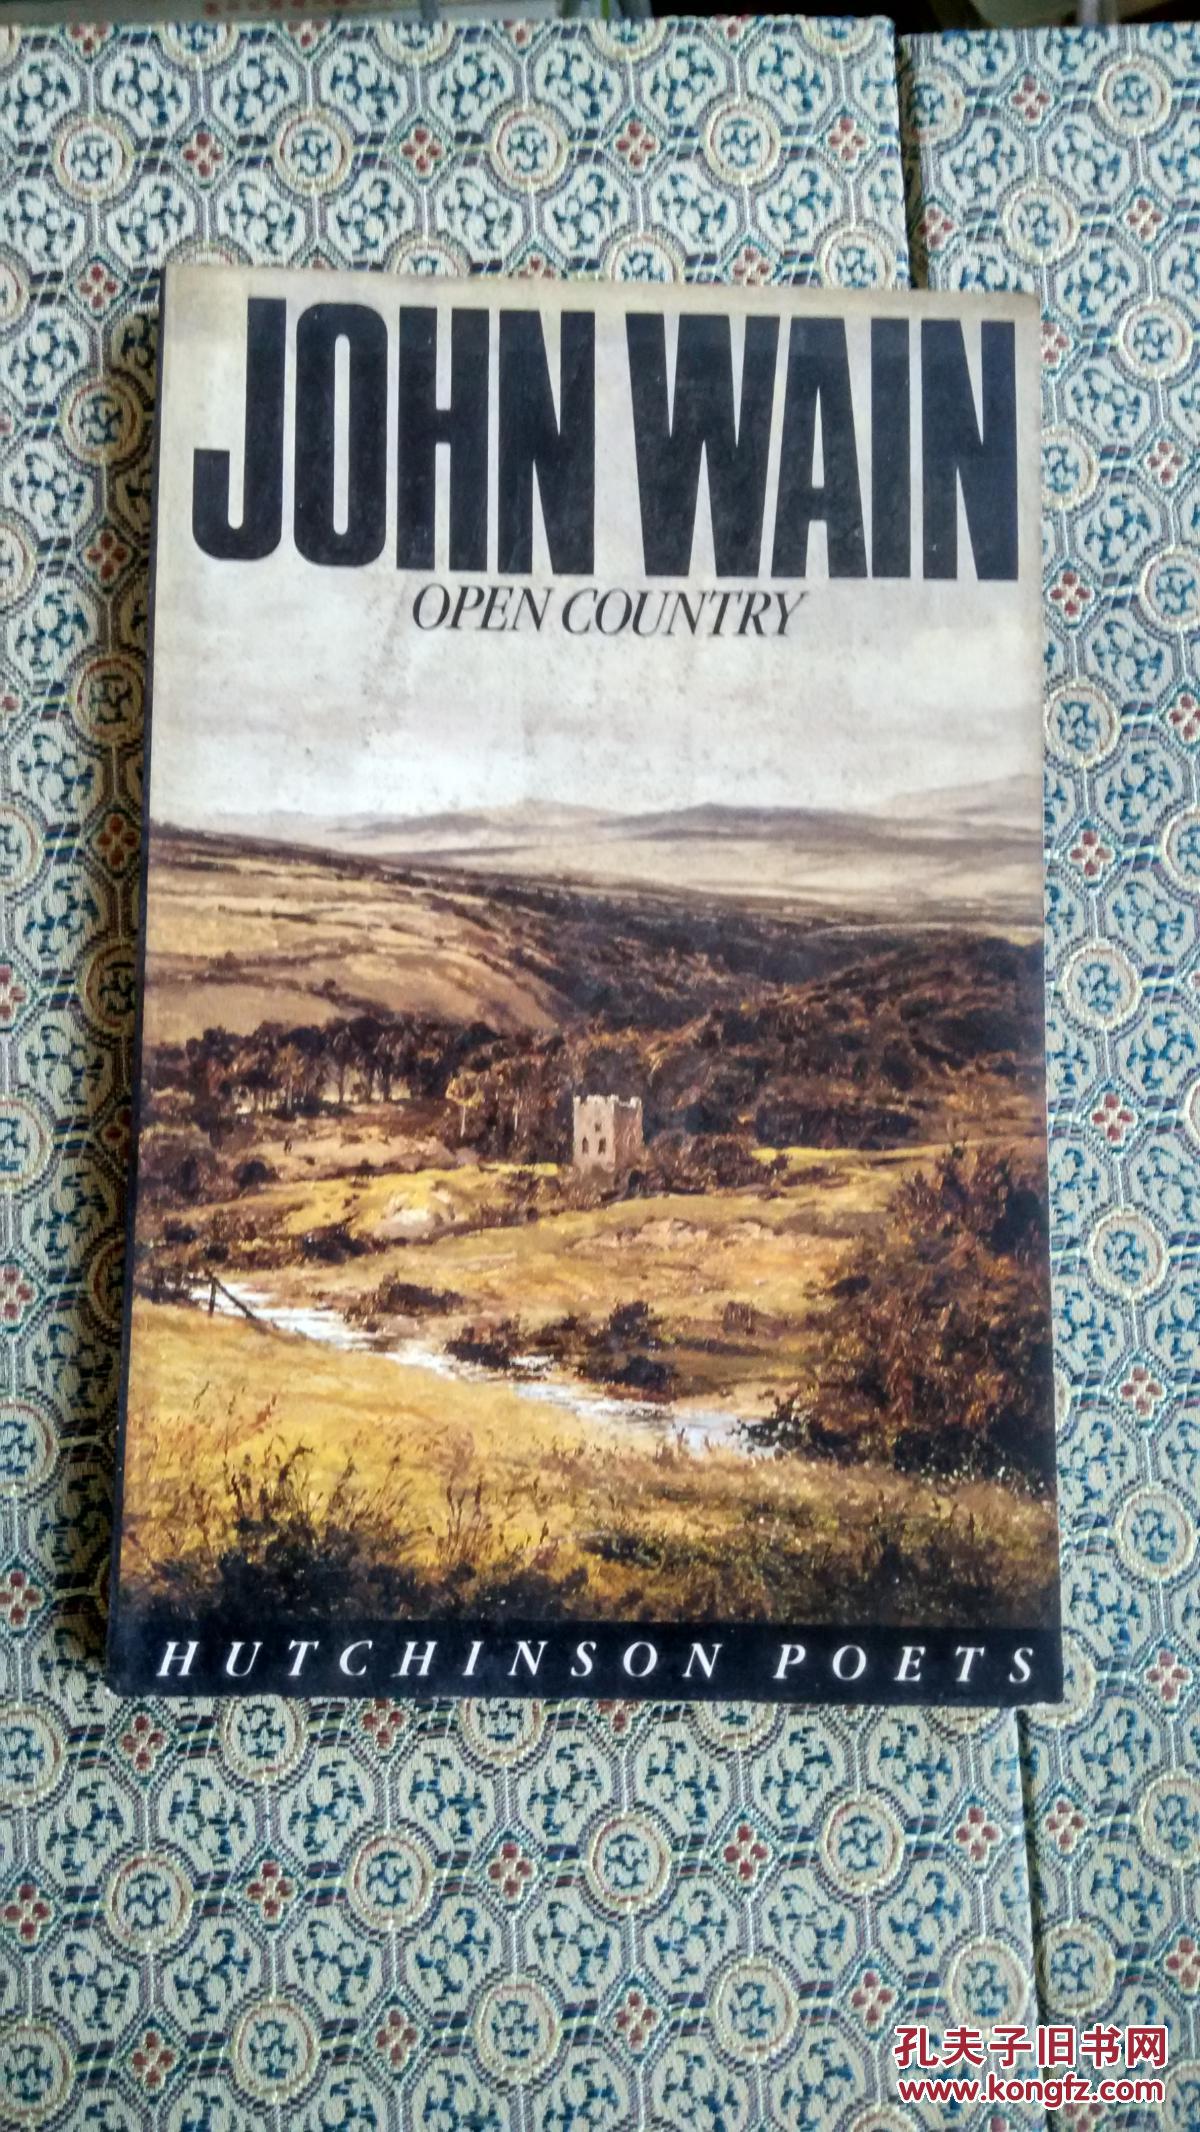 JOHN WAIN
OPEN COUNTRY
HUTCHINSON POETS
孔夫子旧书网
www.kongfz.com